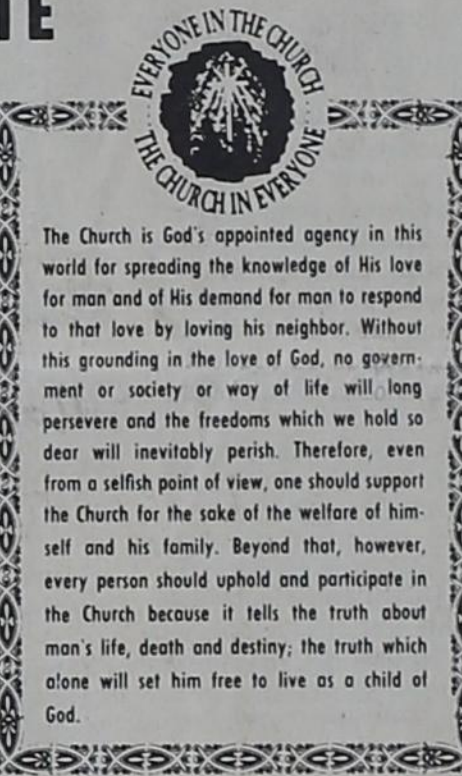 TE
EVERYONE IN THE CHURCH
THE CHURCH IN EVERYONE
The Church is God's appointed agency in this
world for spreading the knowledge of His love
for man and of His demand for man to respond
to that love by loving his neighbor. Without
this grounding in the love of God, no govern-
ment or society or way of life will long
persevere and the freedoms which we hold so
dear will inevitably perish. Therefore, even
from a selfish point of view, one should support
the Church for the sake of the welfare of him-
self and his family. Beyond that, however,
every person should uphold and participate in
the Church because it tells the truth about
man's life, death and destiny; the truth which
alone will set him free to live as a child of
God.